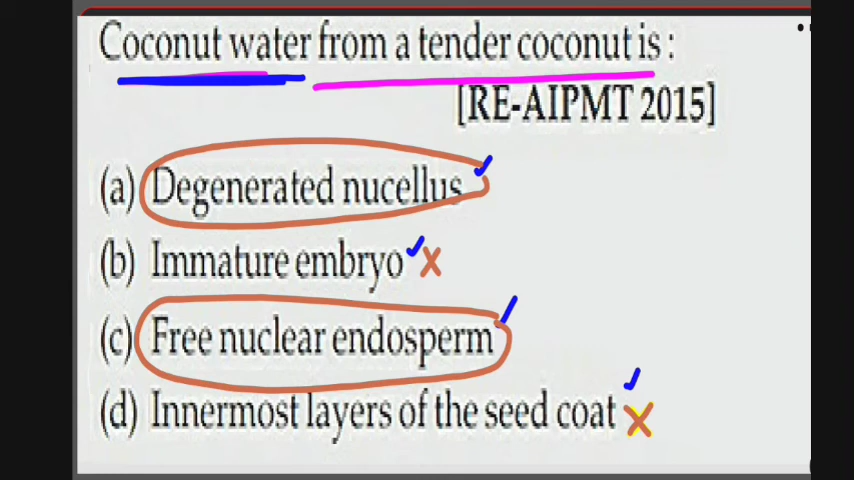 Coconut water from a tender coconut is :
[RE-AIPMT 2015]
(a) Degenerated nucellus
(b) Immature embryo
(c) Free nuclear endosperm
(d) Innermost layers of the seed coat